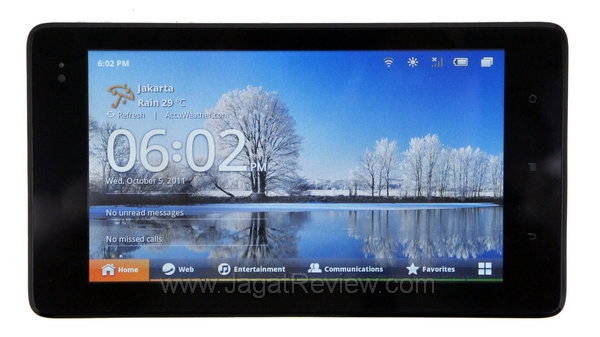 6:02 PM
Jakarta
Rain 29 °C
Refresh | AccuWeather.com
06:02 PM
Wed, October 5, 2011
No unread messages
No missed calls
Home Web Entertainment Communications Favorites
www.JagatReview.com